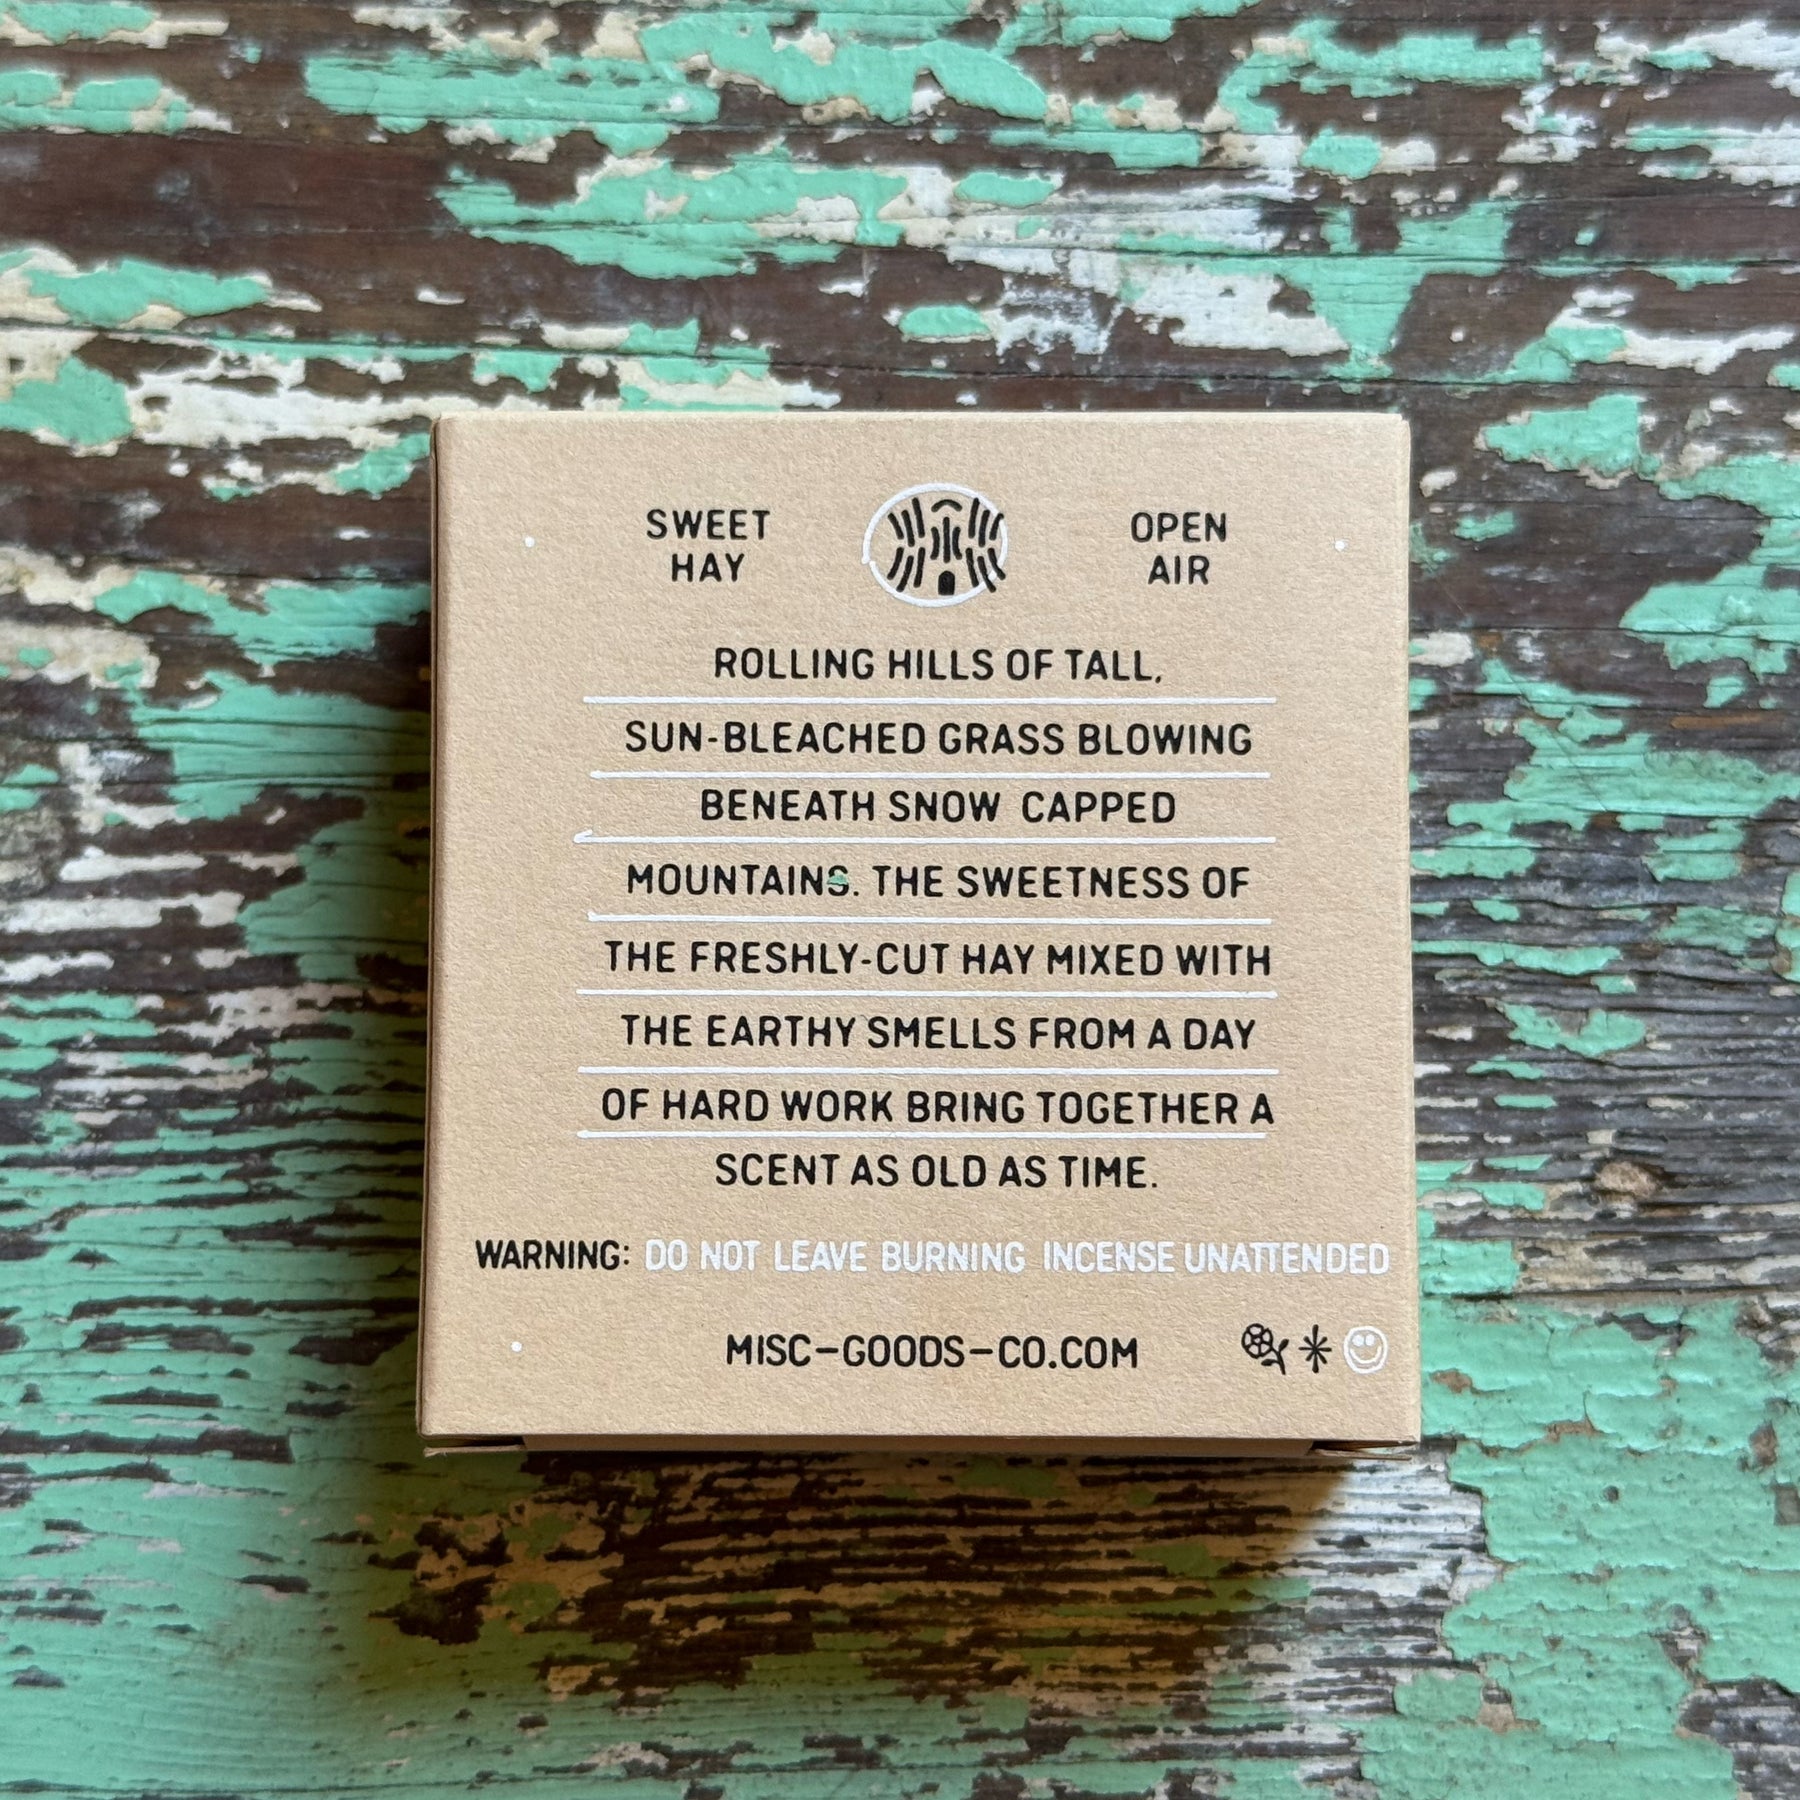 SWEET
HAY
OPEN
AIR
ROLLING HILLS OF TALL,
SUN-BLEACHED GRASS BLOWING
BENEATH SNOW CAPPED
MOUNTAINS. THE SWEETNESS OF
THE FRESHLY-CUT HAY MIXED WITH
THE EARTHY SMELLS FROM A DAY
OF HARD WORK BRING TOGETHER A
SCENT AS OLD AS TIME.
WARNING: DO NOT LEAVE BURNING INCENSE UNATTENDED
MISC-GOODS-CO.COM